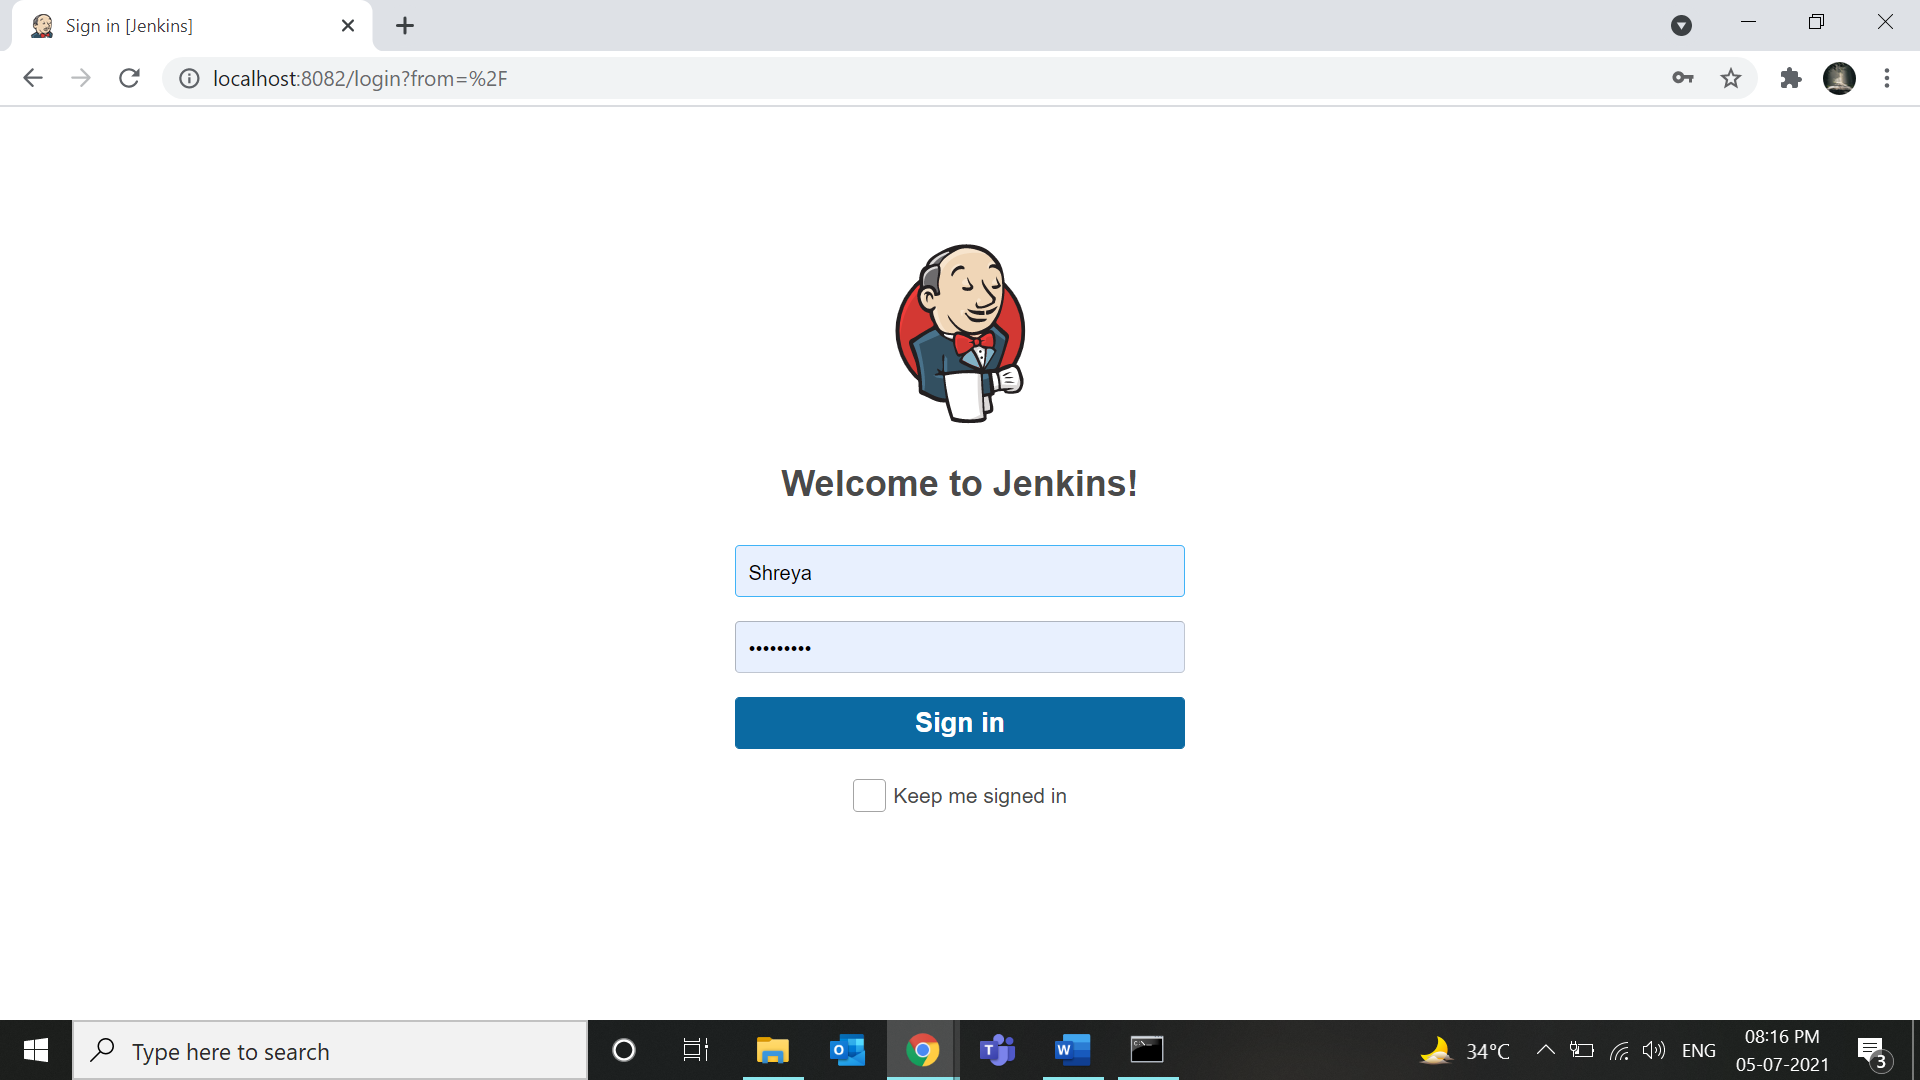 Sign in [Jenkins]
localhost:8082/login?from=%2F
Welcome to Jenkins!
Shreya
•••••••••
Sign in
Keep me signed in
Type here to search
34°C
ENG
08:16 PM
05-07-2021
3